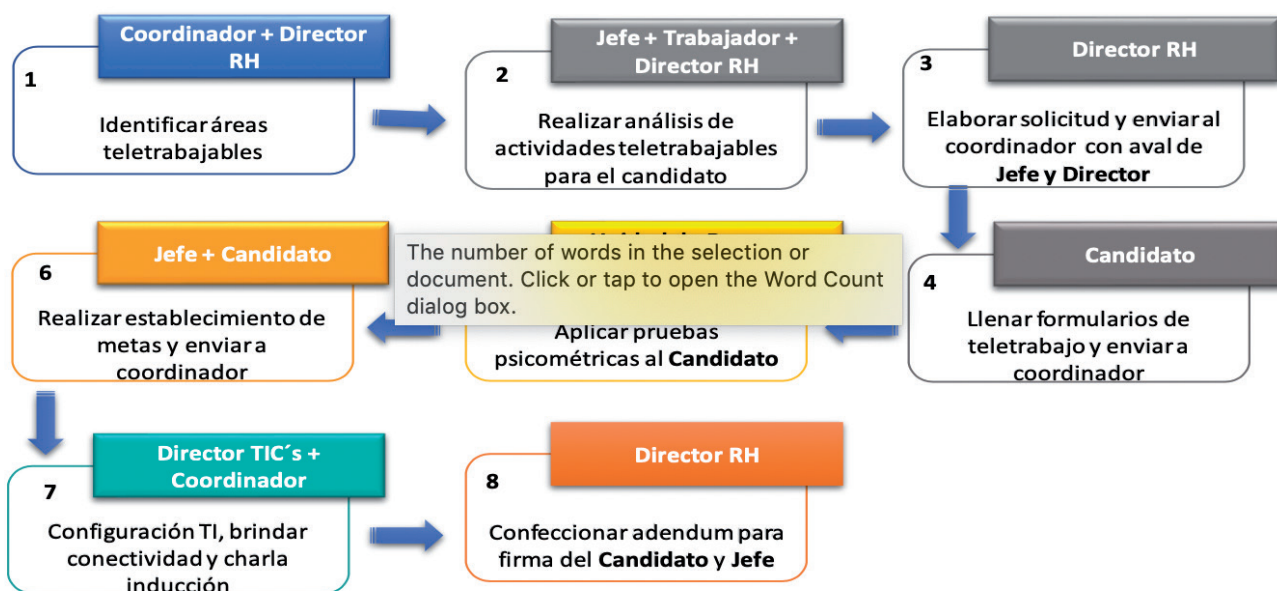 Coordinador + Director
RH
1
Identificar áreas
teletrabajables
Jefe + Trabajador +
Director RH
2
Realizar análisis de
actividades teletrabajables
para el candidato
Director RH
3
Elaborar solicitud y enviar al
coordinador con aval de
Jefe y Director
Candidato
4
Llenar formularios de
teletrabajo y enviar a
coordinador
The number of words in the selection or
document. Click or tap to open the Word Count
dialog box.
Aplicar pruebas
psicométricas al Candidato
Jefe + Candidato
6
Realizar establecimiento de
metas y enviar a
coordinador
Director TIC´s +
Coordinador
7
Configuración TI, brindar
conectividad y charla
inducción
Director RH
8
Confeccionar adendum para
firma del Candidato y Jefe